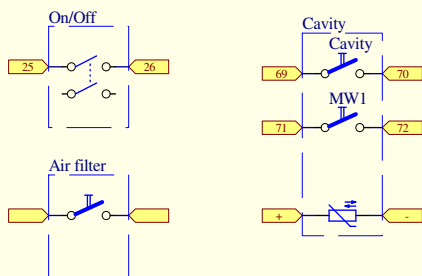 On/Off
25 26
Air filter
Cavity
Cavity
69 70
MW1
71 72
+ -